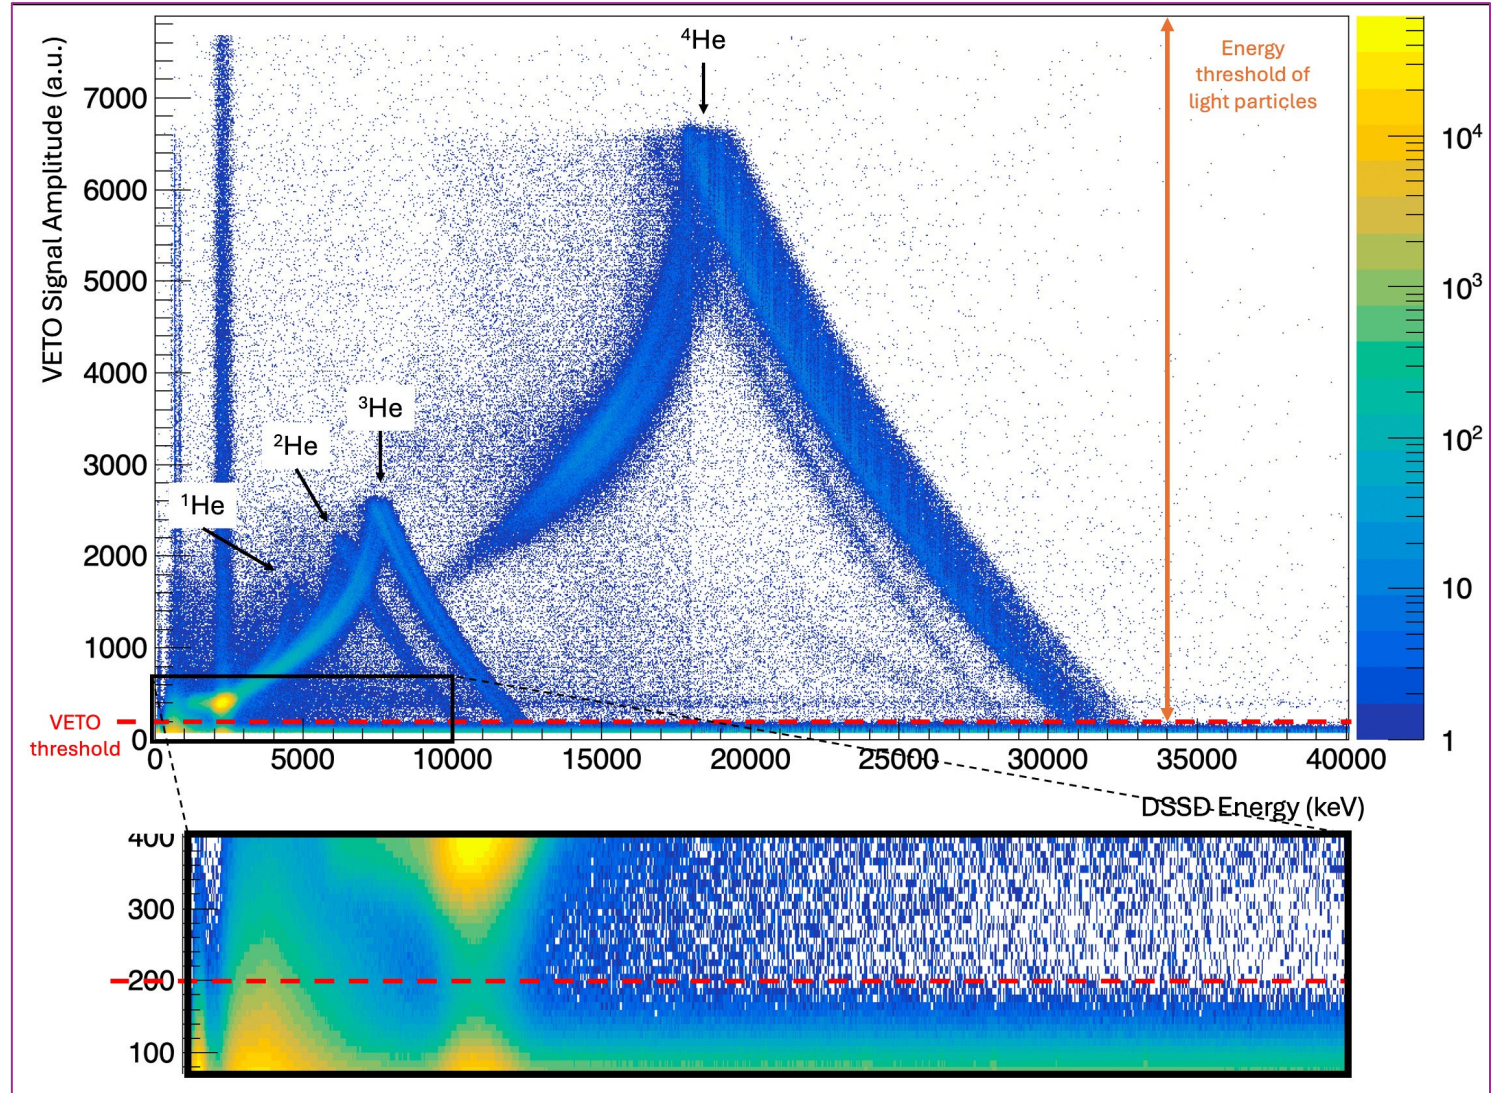 VETO Signal Amplitude (a.u.)
7000
6000
5000
4000
3000
2000
1000
0
⁴He
³He
²He
¹He
Energy
threshold of
light particles
10⁴
10³
10²
10
1
VETO
threshold
0 5000 10000 15000 20000 25000 30000 35000 40000
DSSD Energy (keV)
400
300
200
100